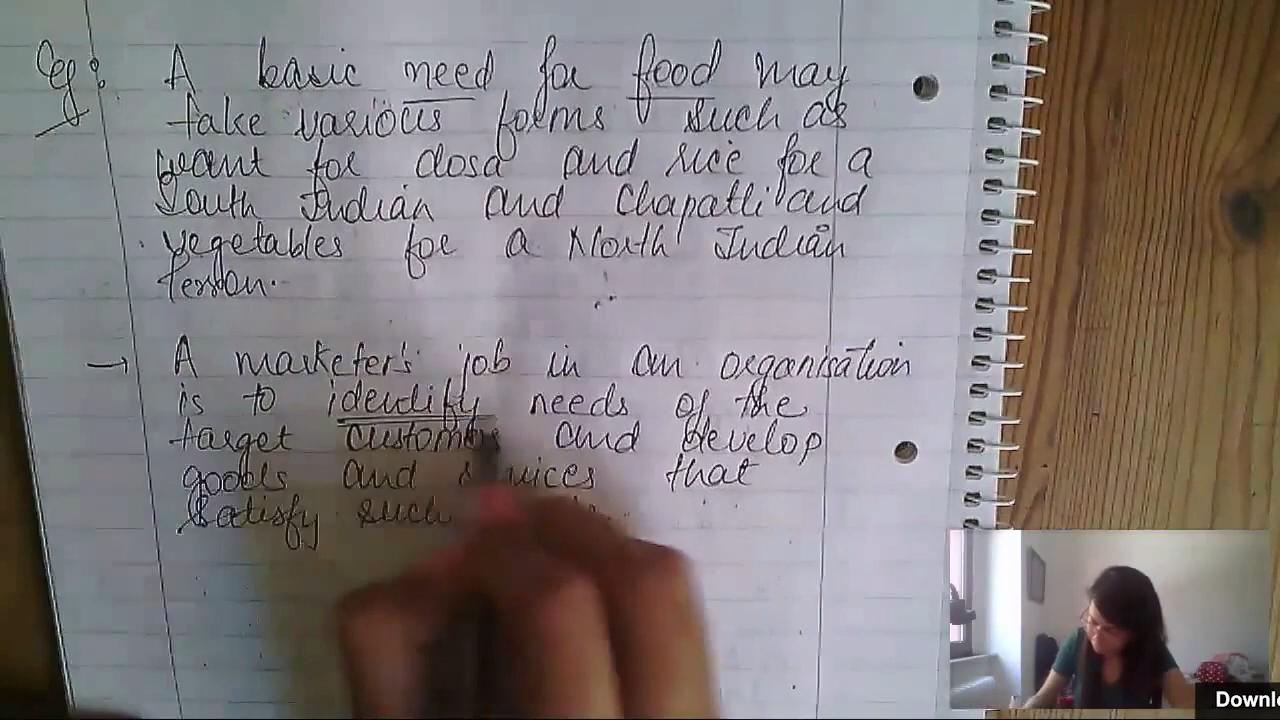 Eg: A basic need for food may
take various forms such as
want for dosa and rice for a
South Indian and Chapatti and
vegetables for a North Indian
Person.
→ A marketer's job in an organisation
is to identify needs of the
target customers and develop
goods and services that
satisfy such
Downl